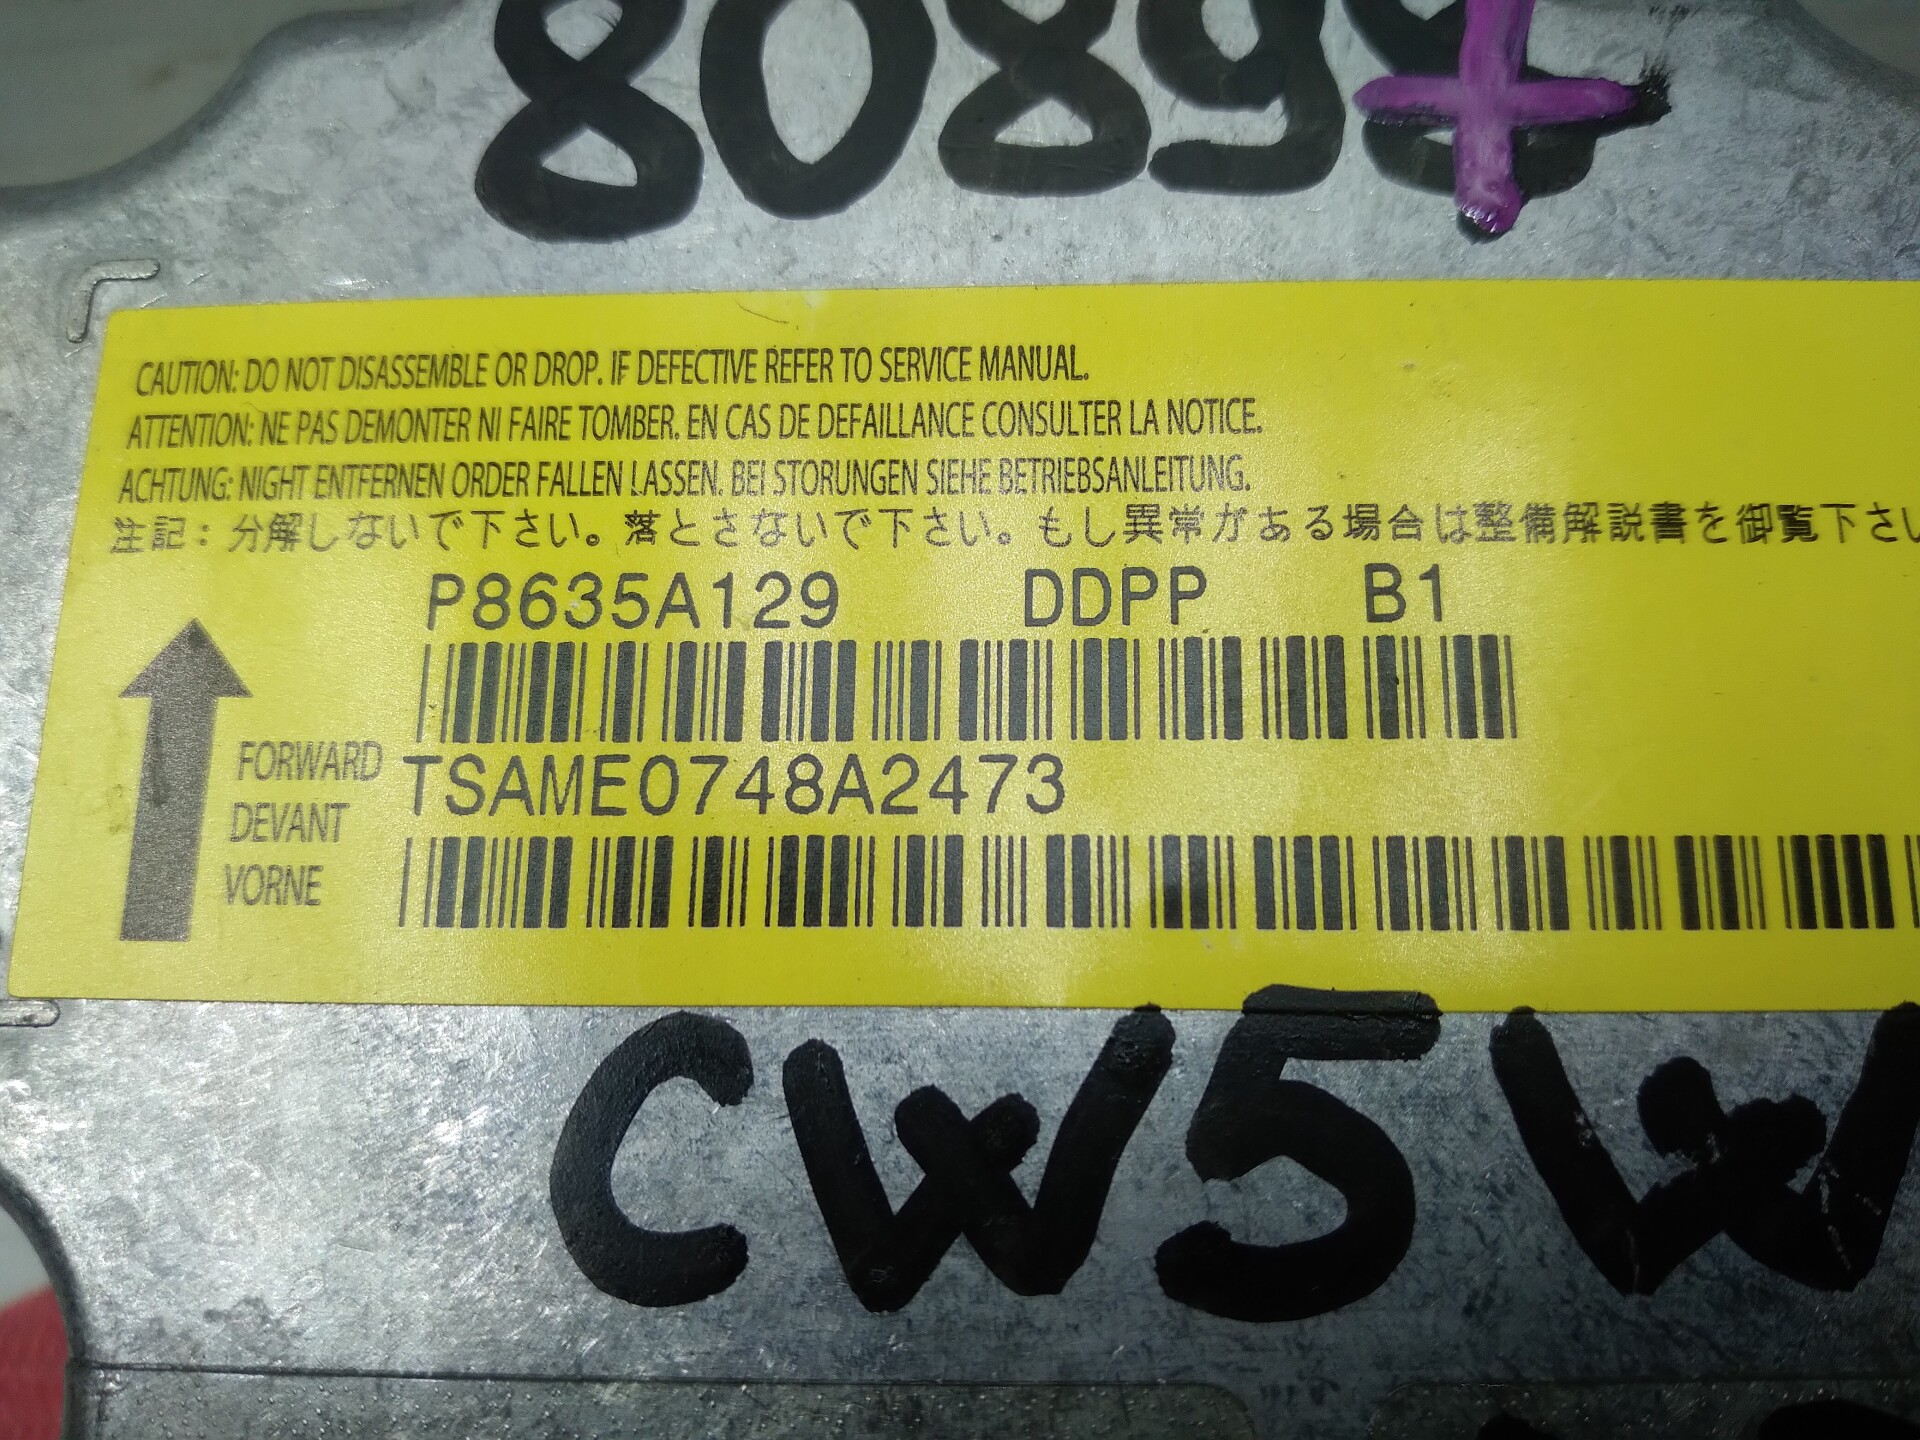 8089
CAUTION: DO NOT DISASSEMBLE OR DROP. IF DEFECTIVE REFER TO SERVICE MANUAL.
ATTENTION: NE PAS DEMONTER NI FAIRE TOMBER. EN CAS DE DEFAILLANCE CONSULTER LA NOTICE.
ACHTUNG: NIGHT ENTFERNEN ORDER FALLEN LASSEN. BEI STORUNGEN SIEHE BETRIEBSANLEITUNG.
注記：分解しないで下さい。落とさないで下さい。もし異常がある場合は整備解説書を御覧下さい
P8635A129 DDPP B1
FORWARD TSAME0748A2473
DEVANT
VORNE
CW5W